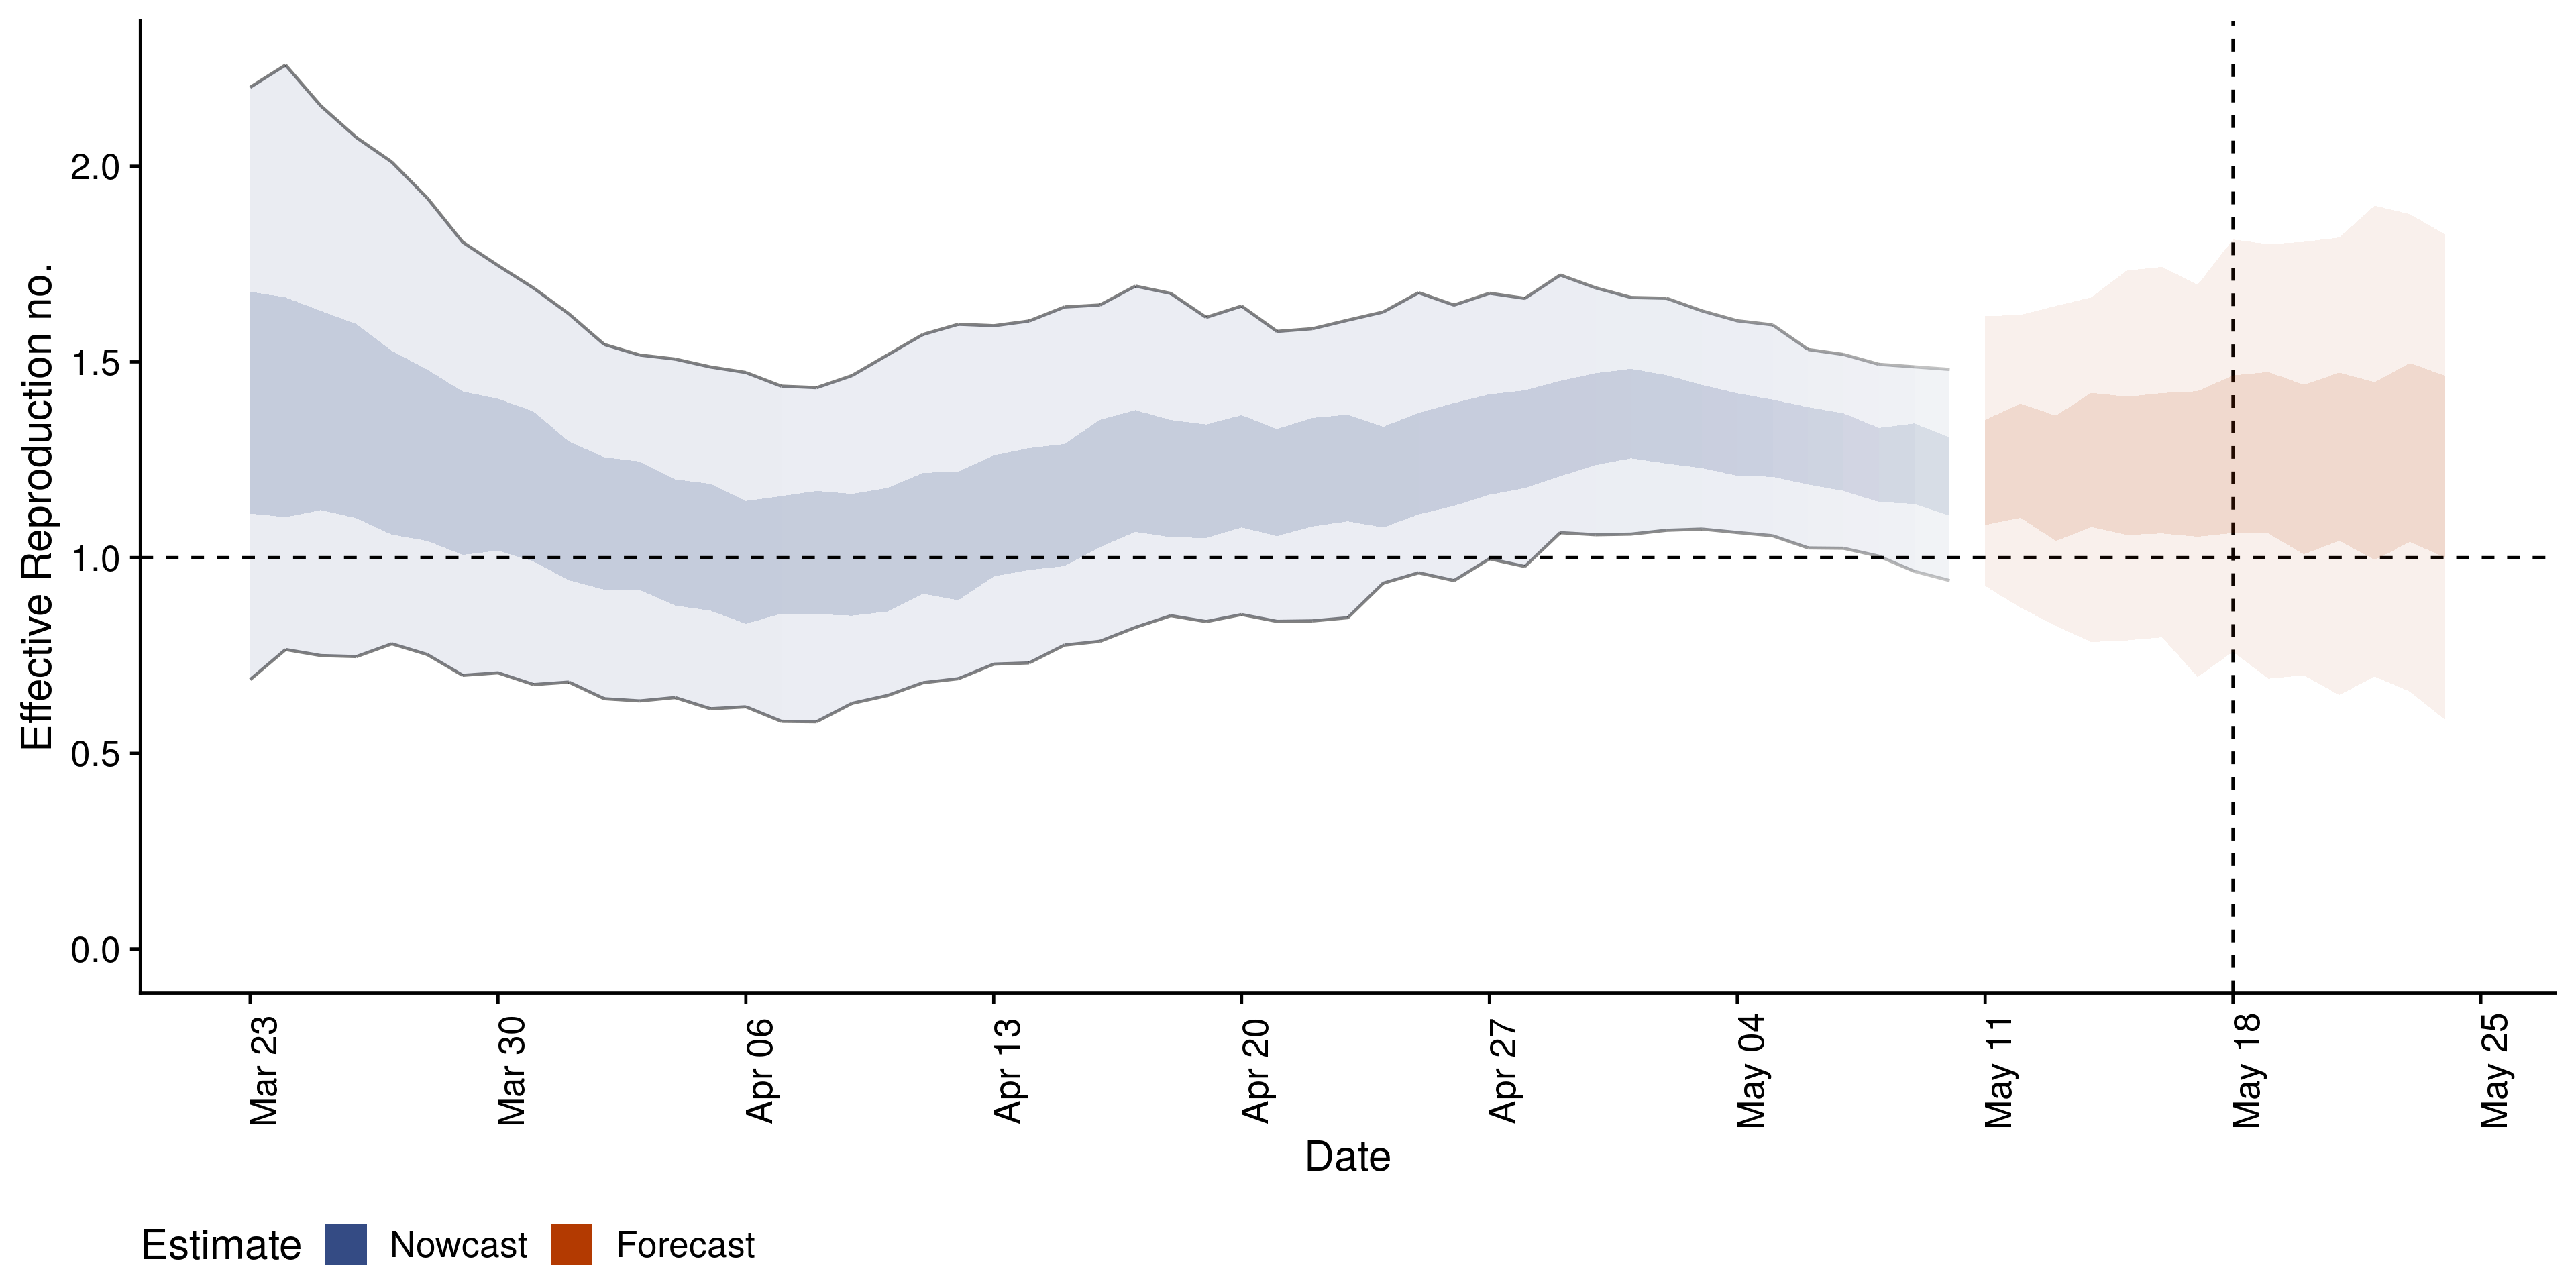 Effective Reproduction no.
2.0
1.5
1.0
0.5
0.0
Mar 23
Mar 30
Apr 06
Apr 13
Apr 20
Apr 27
May 04
May 11
May 18
May 25
Date
Estimate Nowcast Forecast